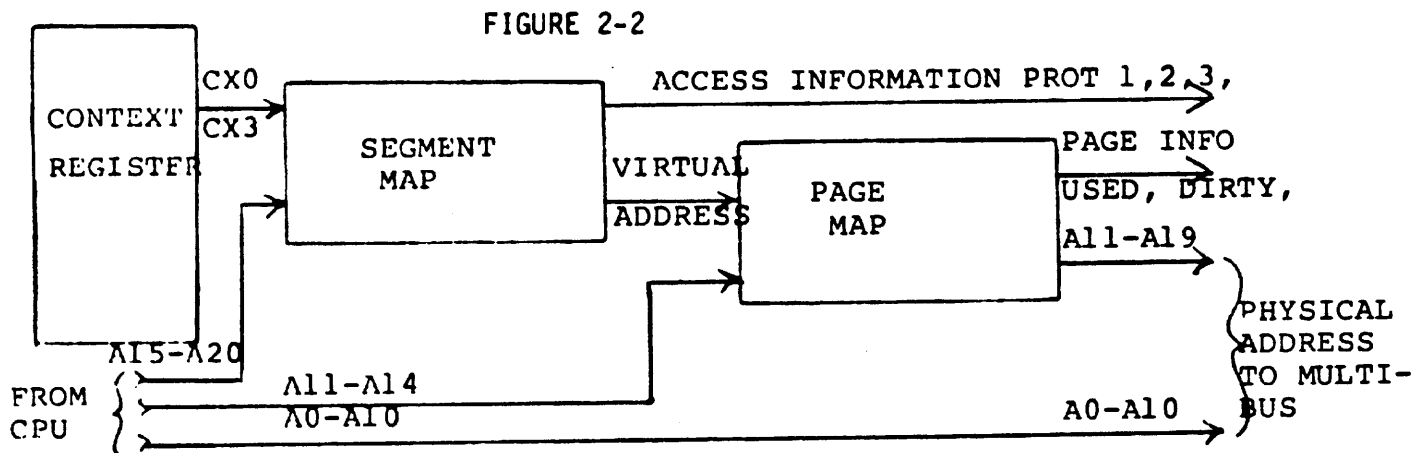 FIGURE 2-2
CONTEXT
REGISTER
CX0
CX3
SEGMENT
MAP
ACCESS INFORMATION PROT 1,2,3,
VIRTUAL
ADDRESS
PAGE
MAP
PAGE INFO
USED, DIRTY,
A11-A19
PHYSICAL
ADDRESS
TO MULTI-
BUS
A15-A20
FROM
CPU
A11-A14
A0-A10
A0-A10